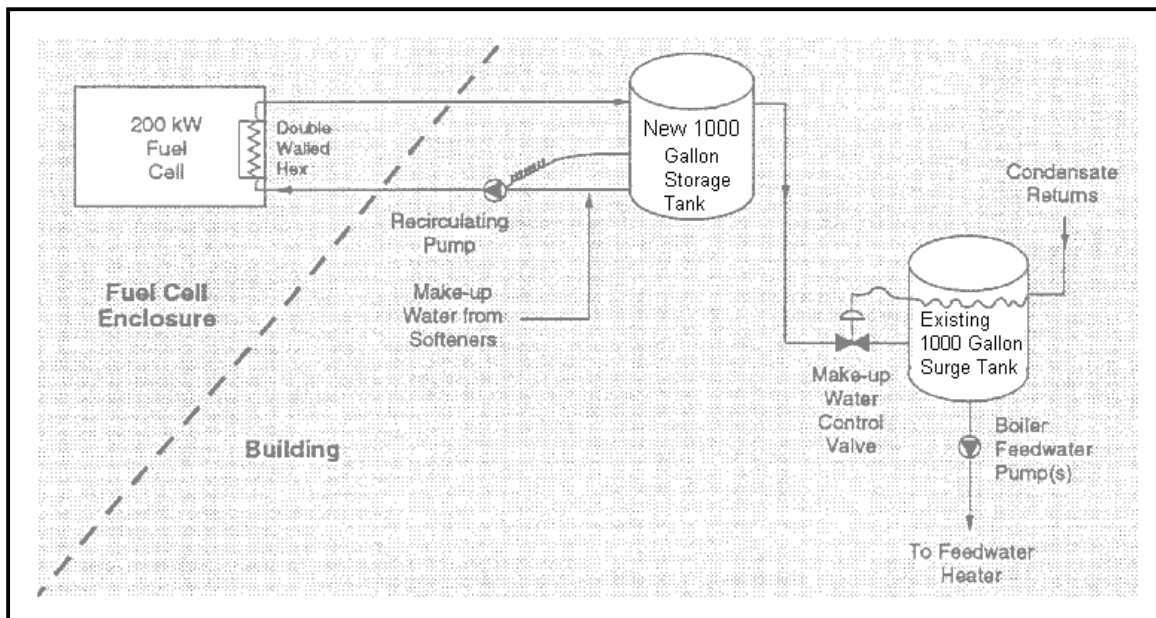 200 kW
Fuel
Cell
Double
Walled
Hex
New 1000
Gallon
Storage
Tank
Condensate
Returns
Recirculating
Pump
Fuel Cell
Enclosure
Make-up
Water from
Softeners
Existing
1000 Gallon
Surge Tank
Make-up
Water
Control
Valve
Building
Boiler
Feedwater
Pump(s)
To Feedwater
Heater